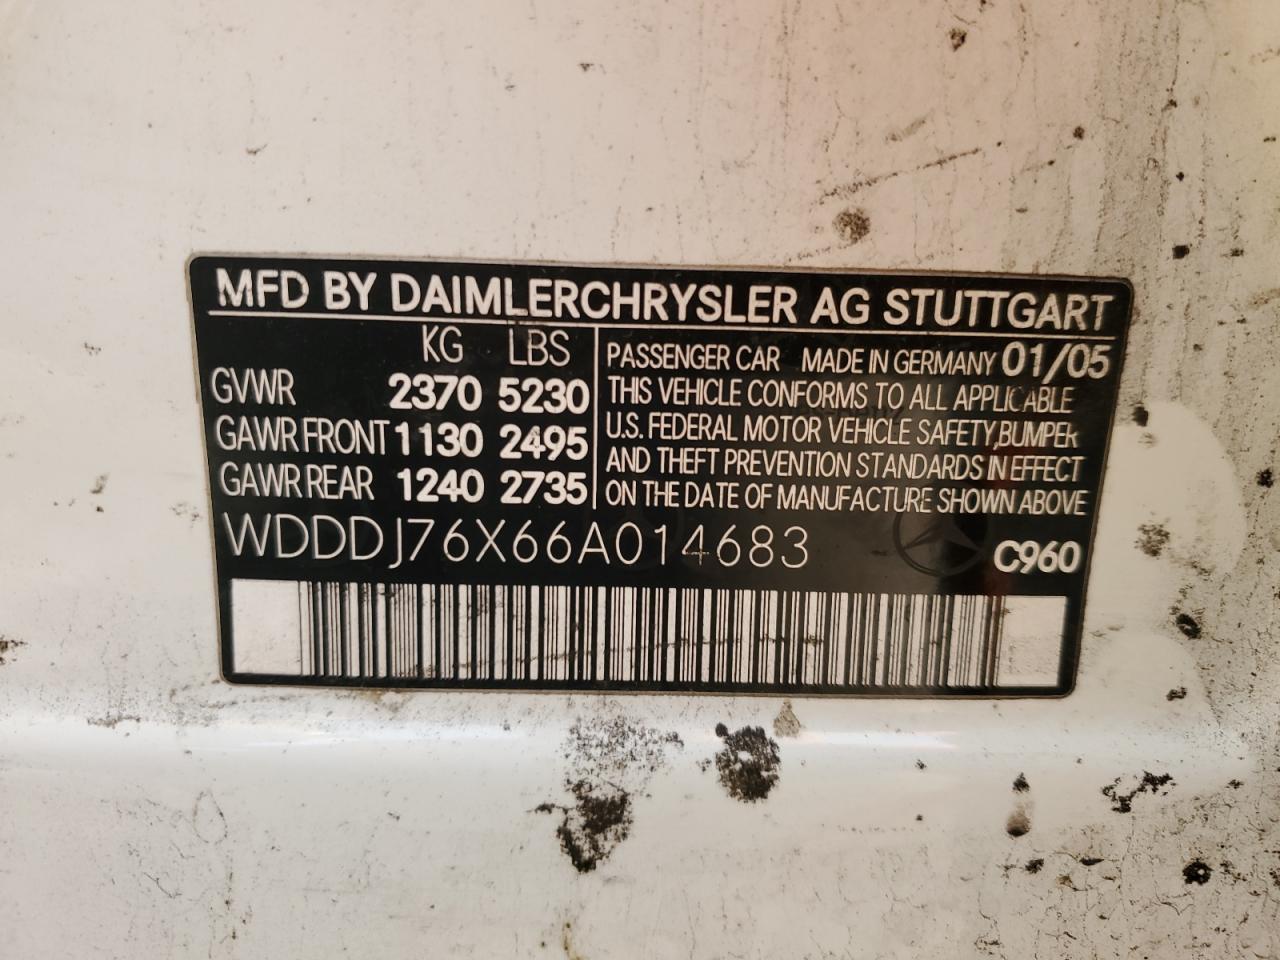 MFD BY DAIMLERCHRYSLER AG STUTTGART
KG LBS
GVWR 2370 5230
GAWR FRONT 1130 2495
GAWR REAR 1240 2735
PASSENGER CAR MADE IN GERMANY 01/05
THIS VEHICLE CONFORMS TO ALL APPLICABLE
U.S. FEDERAL MOTOR VEHICLE SAFETY,BUMPER
AND THEFT PREVENTION STANDARDS IN EFFECT
ON THE DATE OF MANUFACTURE SHOWN ABOVE
WDDDJ76X66A014683
C960